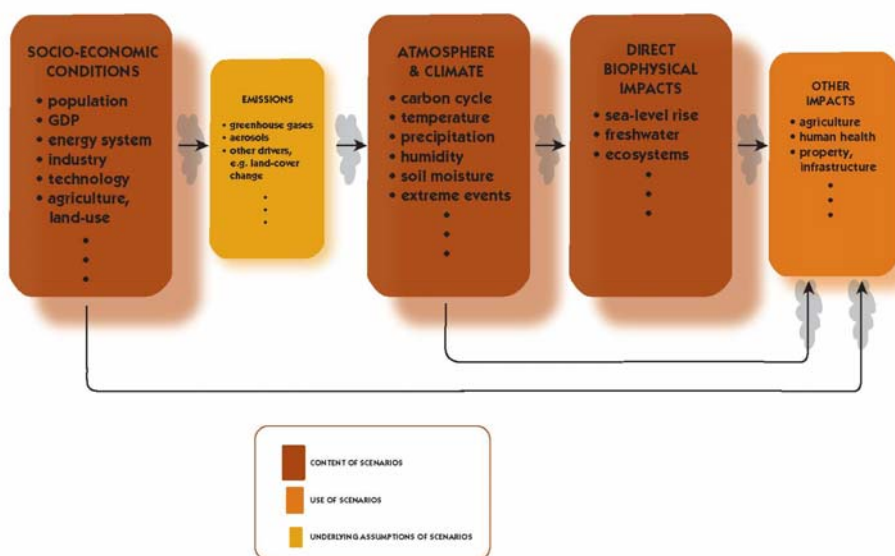 SOCIO-ECONOMIC
CONDITIONS
• population
• GDP
• energy system
• industry
• technology
• agriculture,
land-use
EMISSIONS
• greenhouse gases
• aerosols
• other drivers,
e.g. land-cover
change
ATMOSPHERE
& CLIMATE
• carbon cycle
• temperature
• precipitation
• humidity
• soil moisture
• extreme events
DIRECT
BIOPHYSICAL
IMPACTS
• sea-level rise
• freshwater
• ecosystems
OTHER
IMPACTS
• agriculture
• human health
• property,
infrastructure
CONTENT OF SCENARIOS
USE OF SCENARIOS
UNDERLYING ASSUMPTIONS OF SCENARIOS